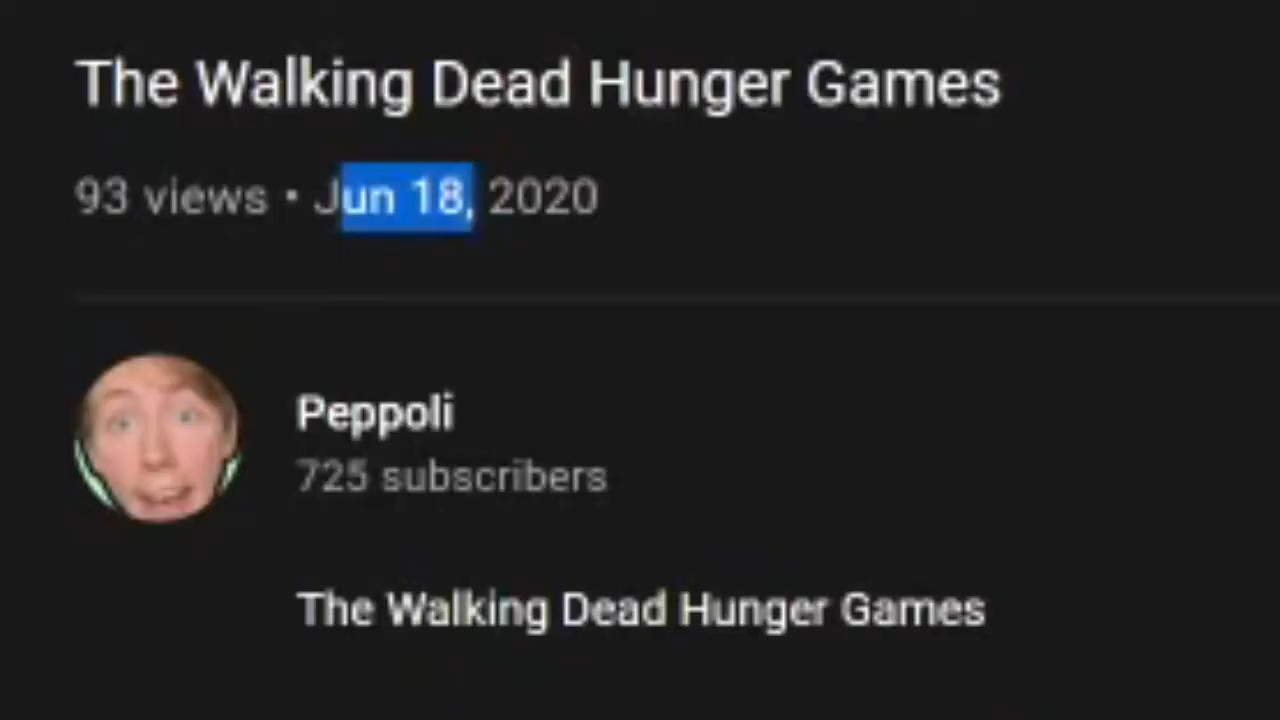 The Walking Dead Hunger Games
93 views • Jun 18, 2020
Peppoli
725 subscribers
The Walking Dead Hunger Games